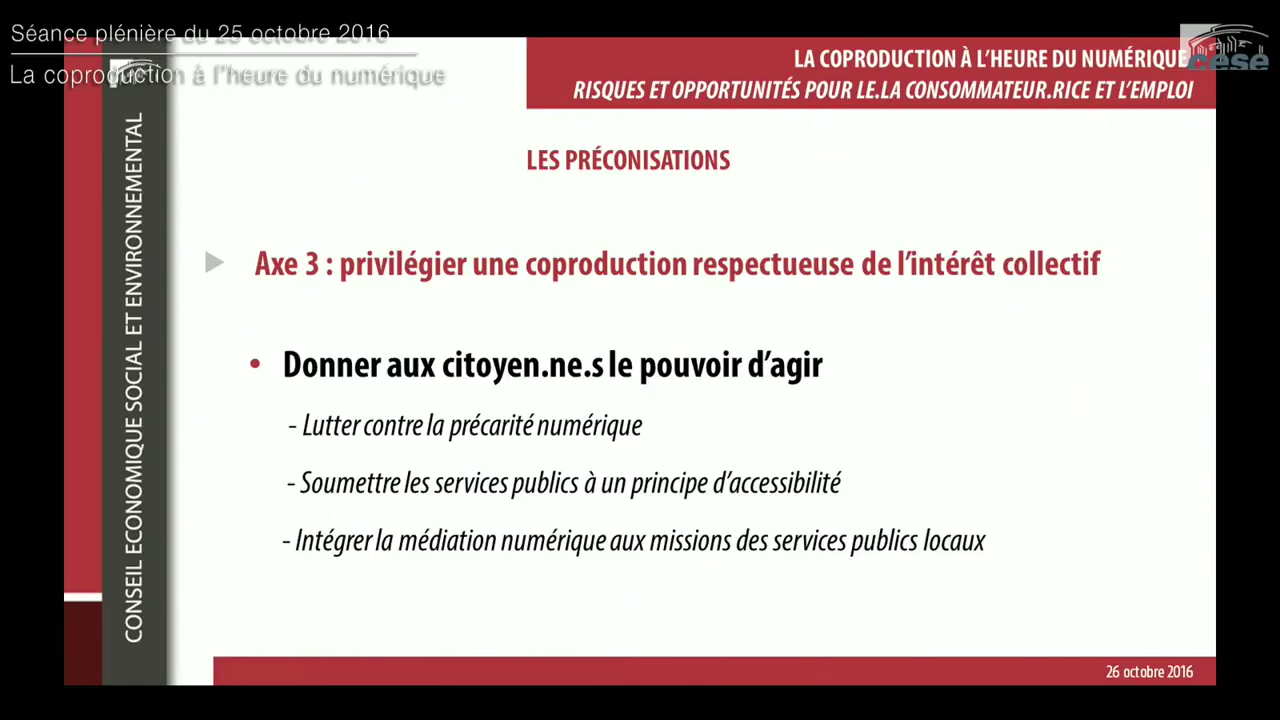 Séance plénière du 25 octobre 2016
La coproduction à l'heure du numérique
cese
LA COPRODUCTION À L'HEURE DU NUMÉRIQUE
RISQUES ET OPPORTUNITÉS POUR LE.LA CONSOMMATEUR.RICE ET L'EMPLOI
CONSEIL ECONOMIQUE SOCIAL ET ENVIRONNEMENTAL
LES PRÉCONISATIONS
Axe 3 : privilégier une coproduction respectueuse de l'intérêt collectif
• Donner aux citoyen.ne.s le pouvoir d'agir
- Lutter contre la précarité numérique
- Soumettre les services publics à un principe d'accessibilité
- Intégrer la médiation numérique aux missions des services publics locaux
26 octobre 2016